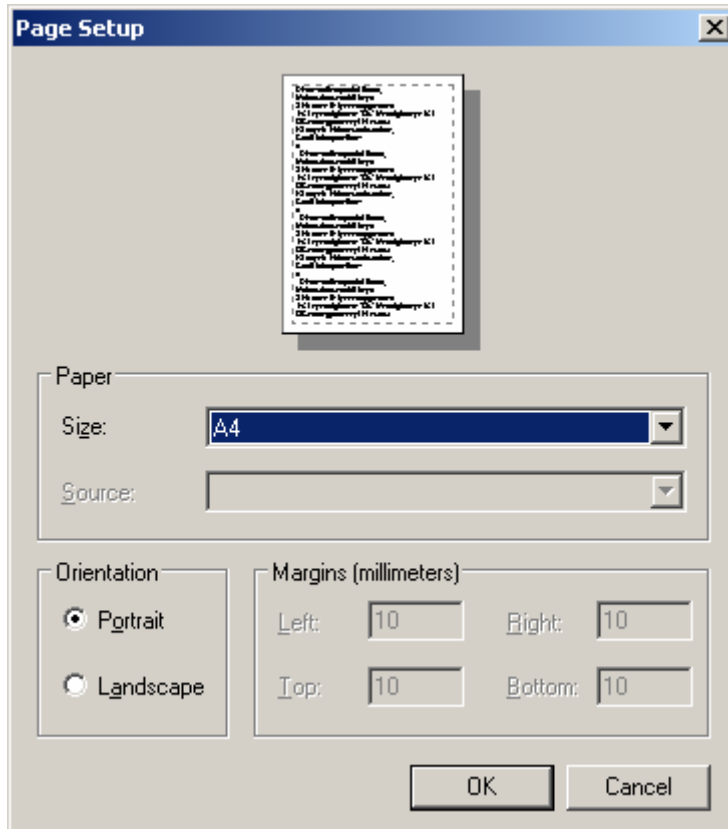 Page Setup
Paper
Size: A4
Source:
Orientation
Portrait
Landscape
Margins (millimeters)
Left: 10 Right: 10
Top: 10 Bottom: 10
OK Cancel